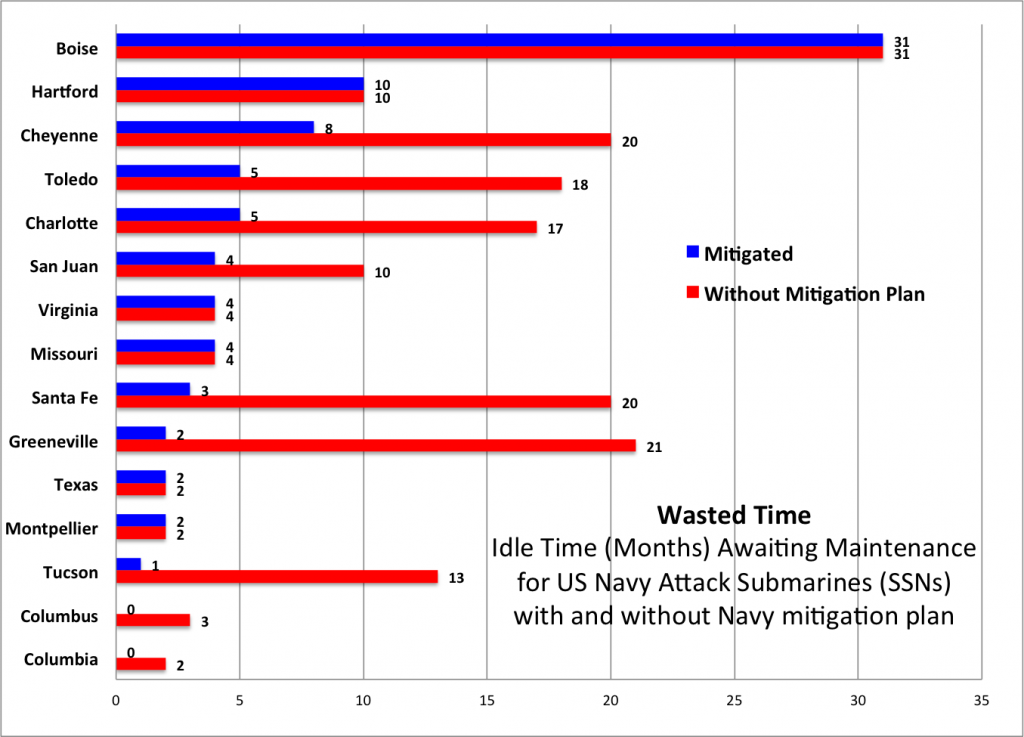 Boise
31
31
Hartford
10
10
Cheyenne
8
20
Toledo
5
18
Charlotte
5
17
San Juan
4
10
Virginia
4
4
Missouri
4
4
Santa Fe
3
20
Greeneville
2
21
Texas
2
2
Montpellier
2
2
Tucson
1
13
Columbus
0
3
Columbia
0
2
Mitigated
Without Mitigation Plan
Wasted Time
Idle Time (Months) Awaiting Maintenance
for US Navy Attack Submarines (SSNs)
with and without Navy mitigation plan
0 5 10 15 20 25 30 35